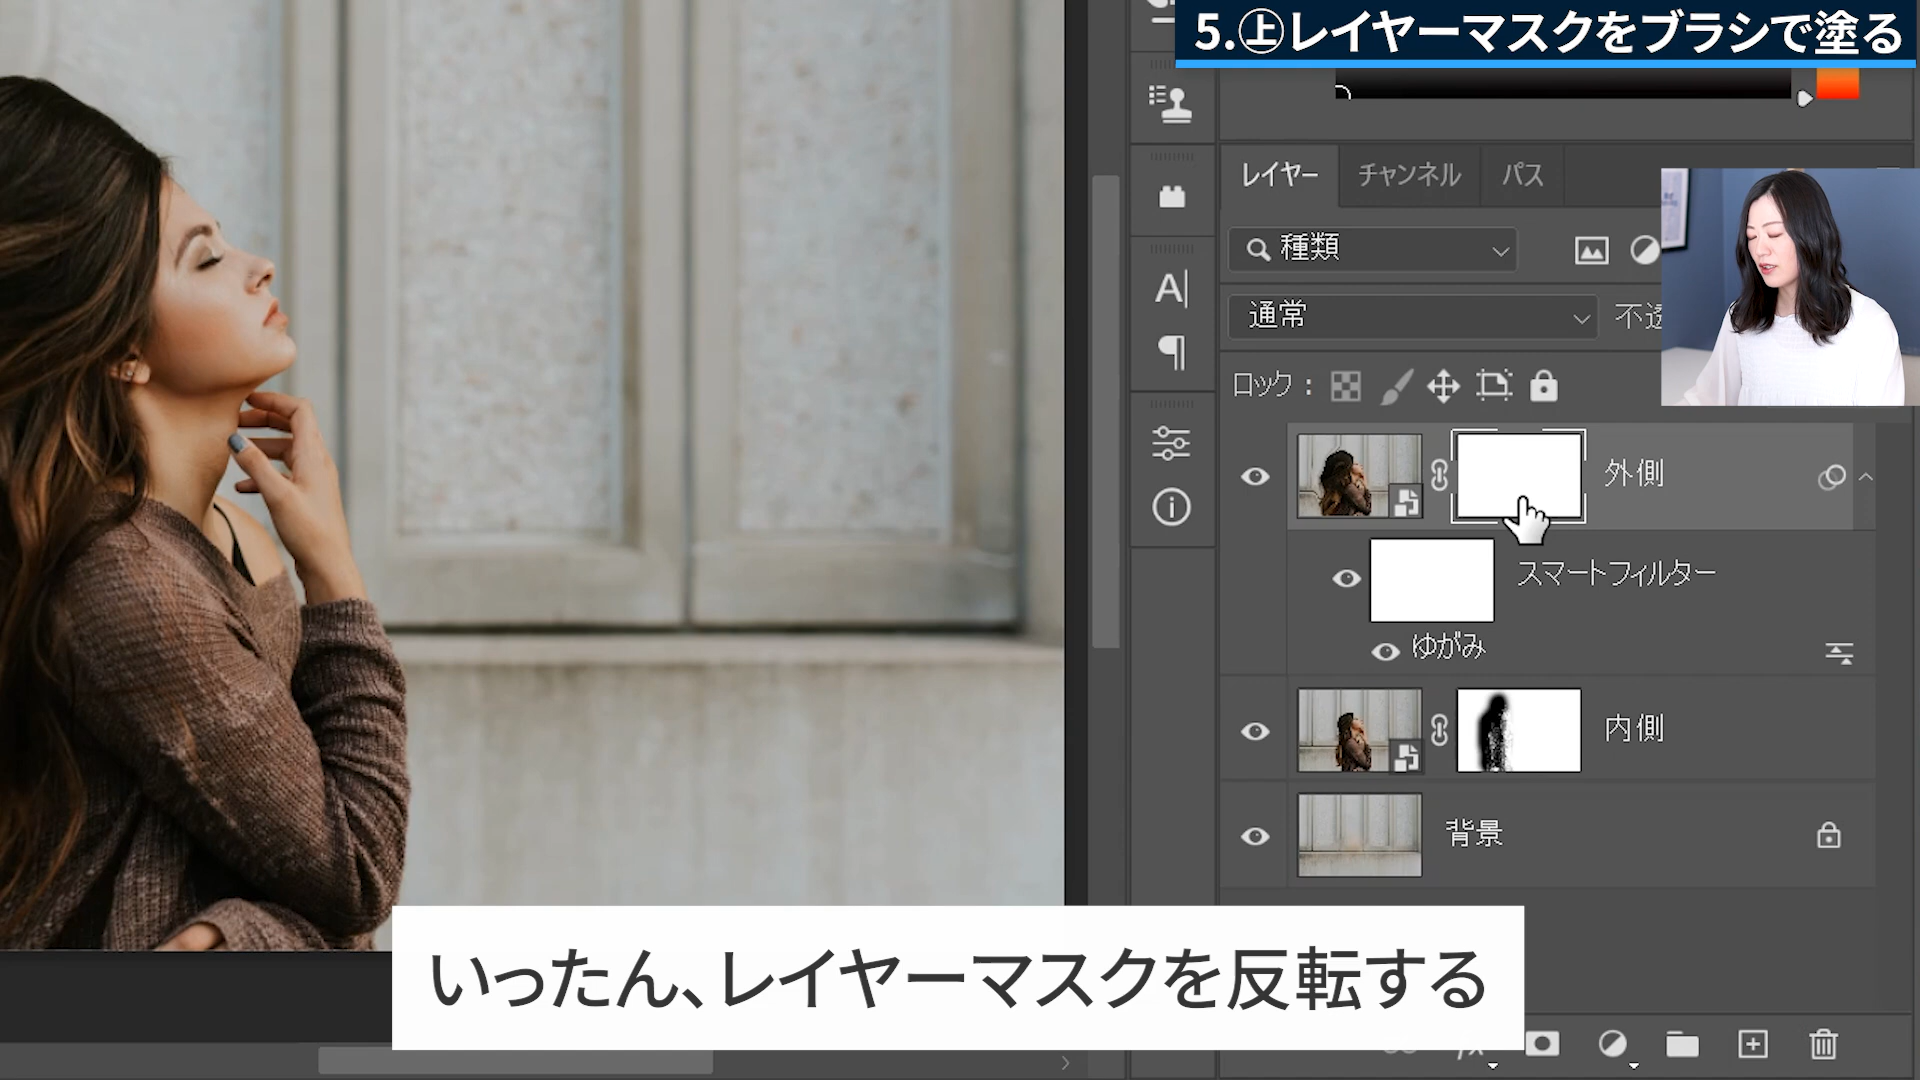 5.㊤レイヤーマスクをブラシで塗る
レイヤー チャンネル パス
種類
通常 不透
ロック：
外側
スマートフィルター
ゆがみ
内側
背景
いったん、レイヤーマスクを反転する